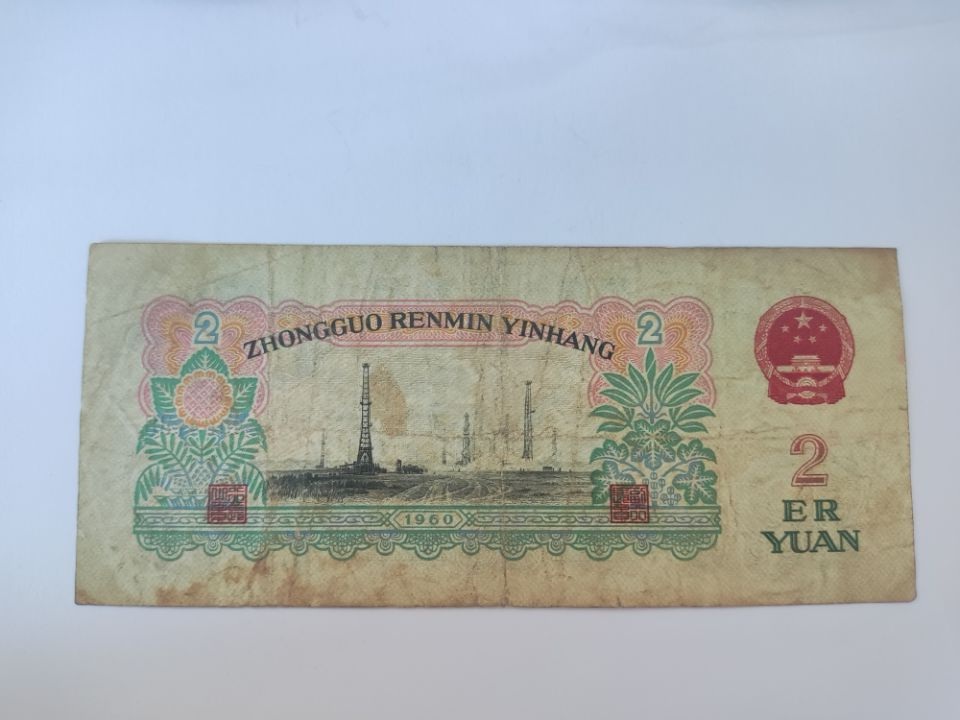 ZHONGGUO RENMIN YINHANG
2
2
1960
2
ER
YUAN